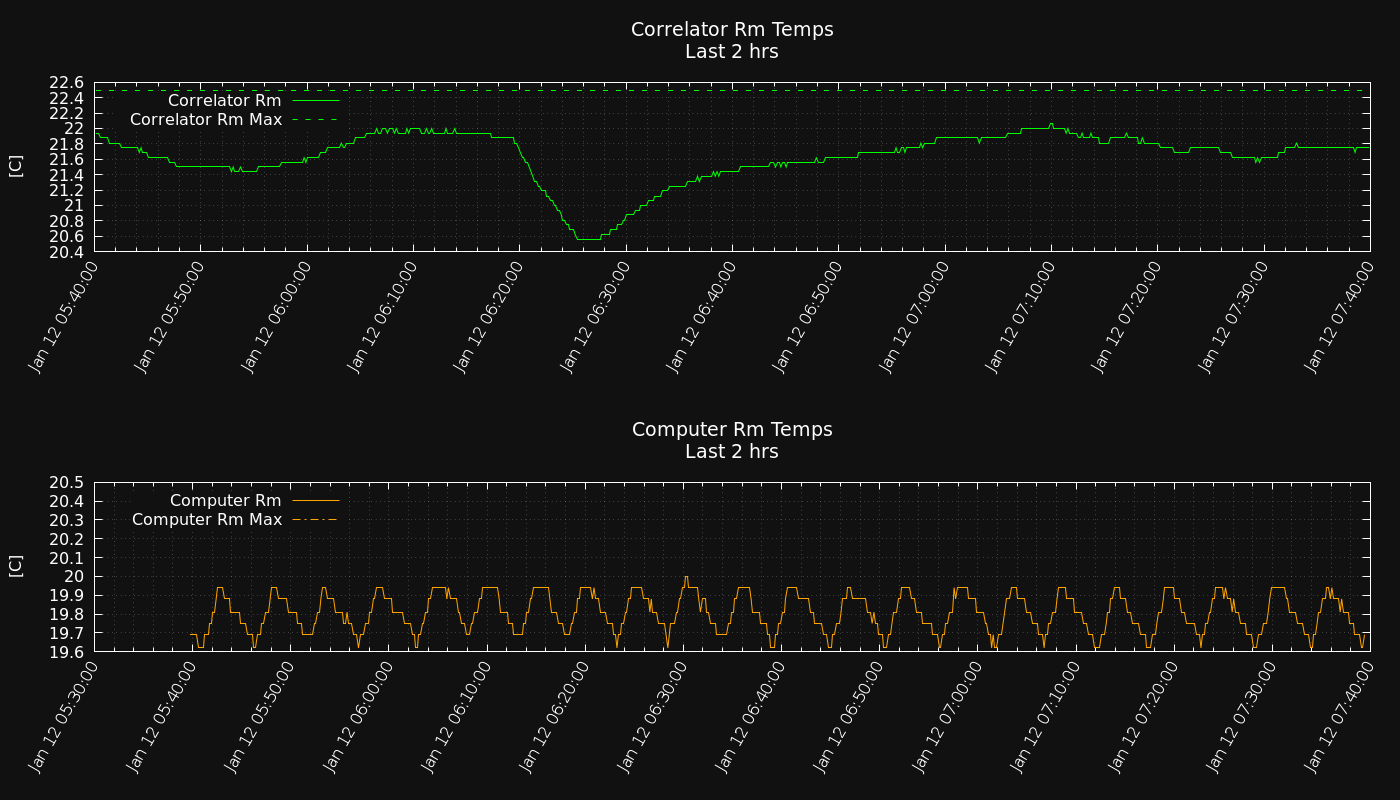 Correlator Rm Temps
Last 2 hrs
22.6
22.4
22.2
22
21.8
21.6
21.4
21.2
21
20.8
20.6
20.4
[C]
Correlator Rm
Correlator Rm Max
Jan 12 05:40:00
Jan 12 05:50:00
Jan 12 06:00:00
Jan 12 06:10:00
Jan 12 06:20:00
Jan 12 06:30:00
Jan 12 06:40:00
Jan 12 06:50:00
Jan 12 07:00:00
Jan 12 07:10:00
Jan 12 07:20:00
Jan 12 07:30:00
Jan 12 07:40:00
Computer Rm Temps
Last 2 hrs
20.5
20.4
20.3
20.2
20.1
20
19.9
19.8
19.7
19.6
[C]
Computer Rm
Computer Rm Max
Jan 12 05:30:00
Jan 12 05:40:00
Jan 12 05:50:00
Jan 12 06:00:00
Jan 12 06:10:00
Jan 12 06:20:00
Jan 12 06:30:00
Jan 12 06:40:00
Jan 12 06:50:00
Jan 12 07:00:00
Jan 12 07:10:00
Jan 12 07:20:00
Jan 12 07:30:00
Jan 12 07:40:00